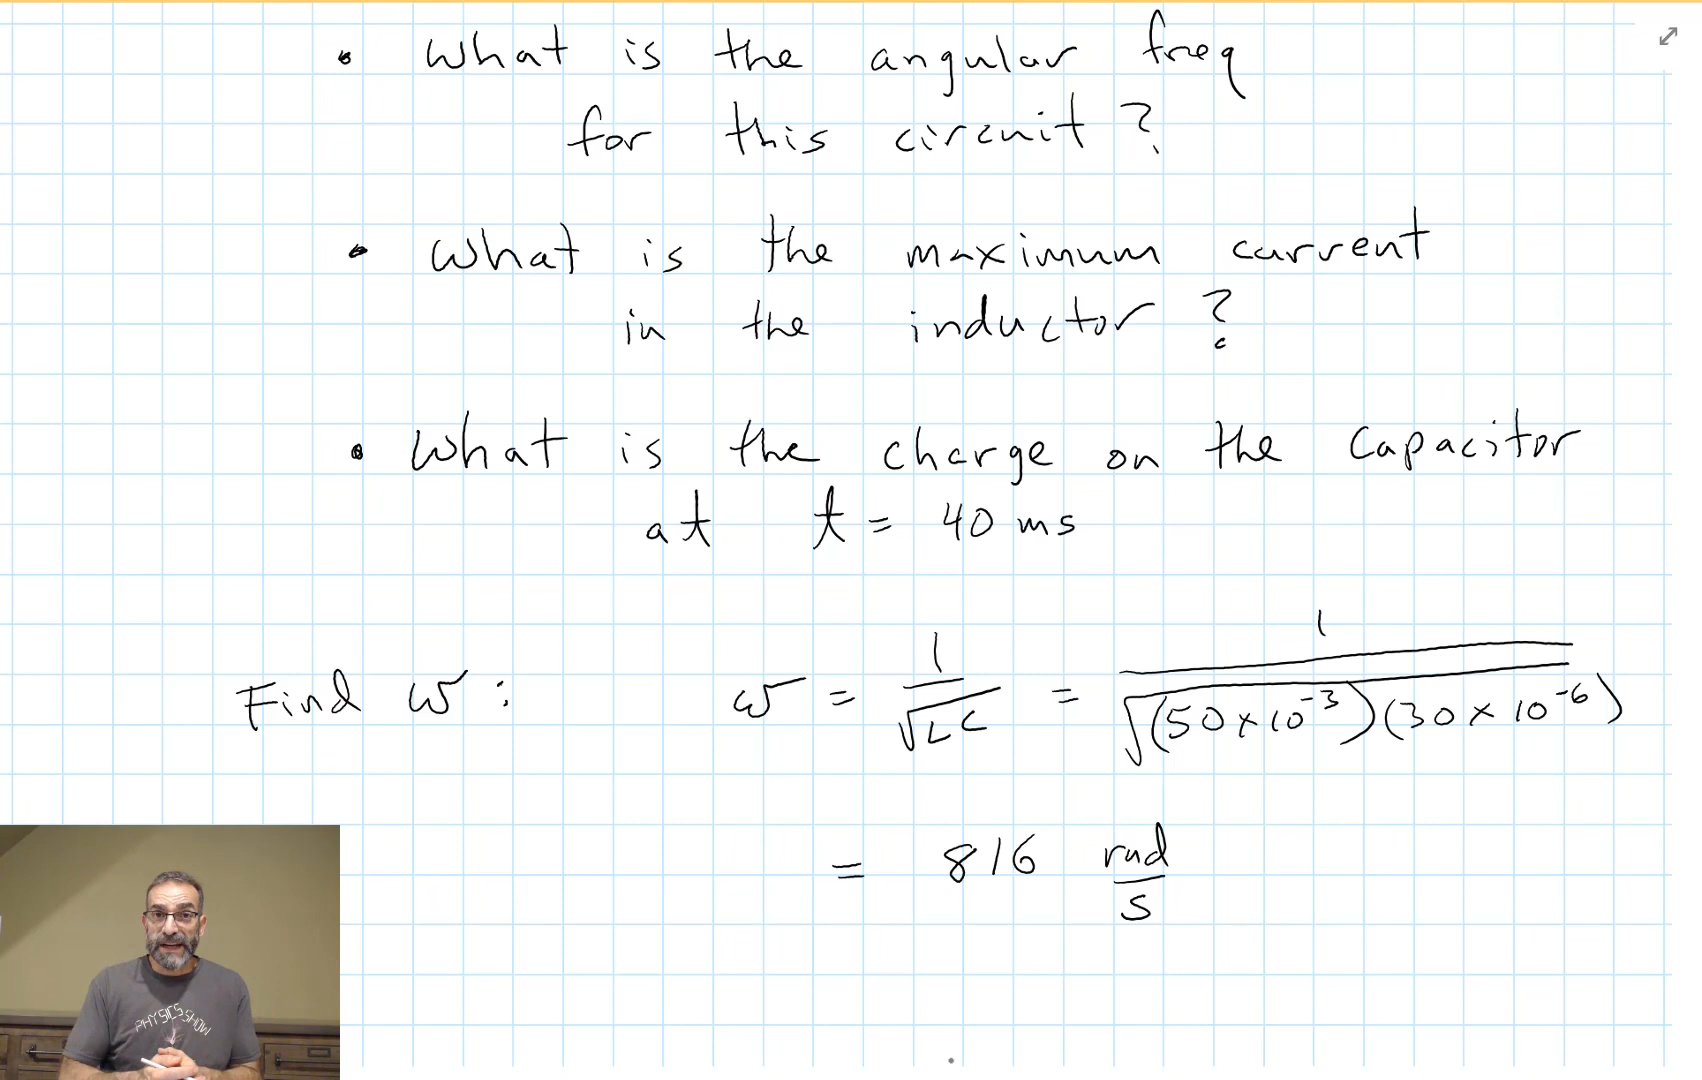 • What is the angular freq
for this circuit?
• What is the maximum current
in the inductor?
• What is the charge on the capacitor
at t = 40 ms
Find ω: ω = 1/√LC = 1/√(50×10⁻³)(30×10⁻⁶)
= 816 rad/s
PHYSICS SHOW